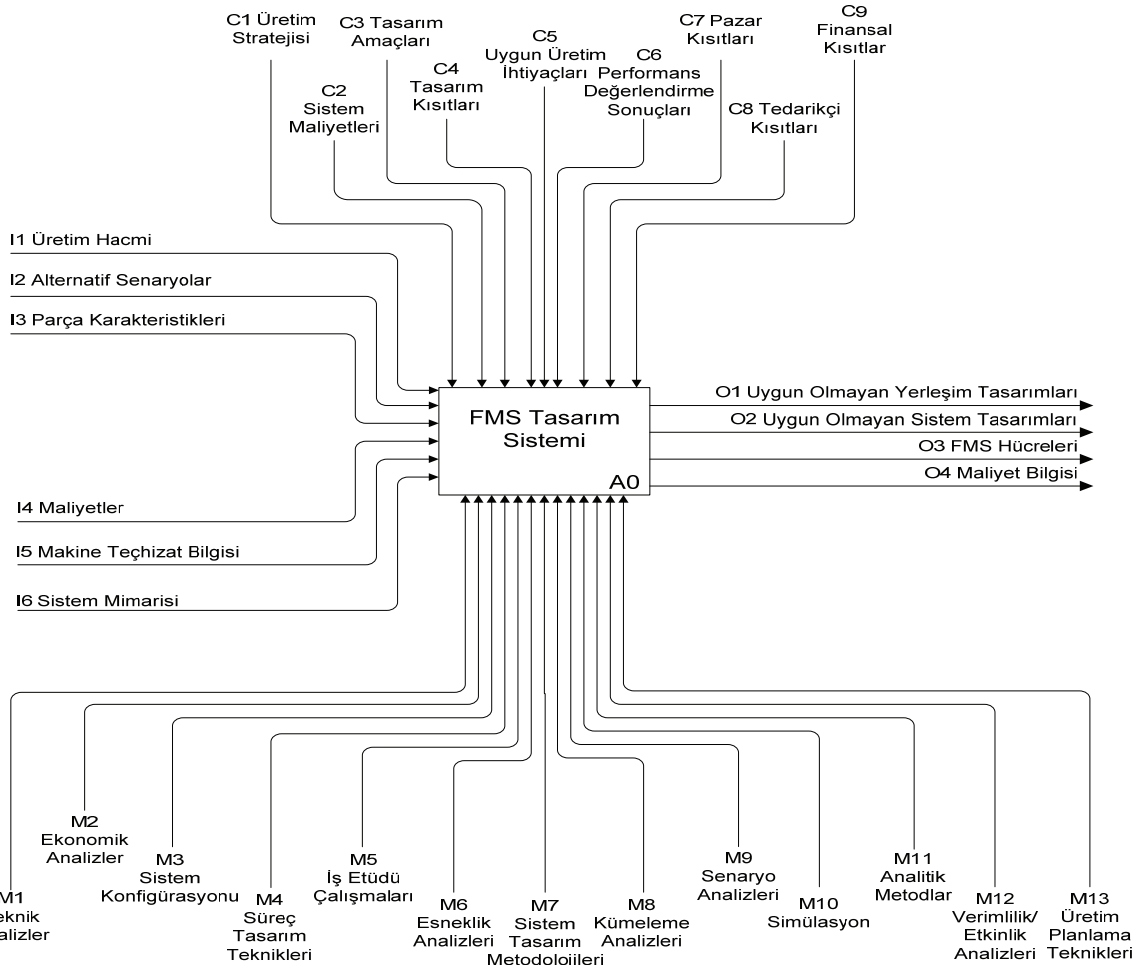 C1 Üretim
Stratejisi
C2
Sistem
Maliyetleri
C3 Tasarım
Amaçları
C4
Tasarım
Kısıtları
C5
Uygun Üretim
İhtiyaçları
C6
Performans
Değerlendirme
Sonuçları
C7 Pazar
Kısıtları
C8 Tedarikçi
Kısıtları
C9
Finansal
Kısıtlar
I1 Üretim Hacmi
I2 Alternatif Senaryolar
I3 Parça Karakteristikleri
I4 Maliyetler
I5 Makine Teçhizat Bilgisi
I6 Sistem Mimarisi
FMS Tasarım
Sistemi
A0
O1 Uygun Olmayan Yerleşim Tasarımları
O2 Uygun Olmayan Sistem Tasarımları
O3 FMS Hücreleri
O4 Maliyet Bilgisi
M1
eknik
alizler
M2
Ekonomik
Analizler
M3
Sistem
Konfigürasyonu
M4
Süreç
Tasarım
Teknikleri
M5
İş Etüdü
Çalışmaları
M6
Esneklik
Analizleri
M7
Sistem
Tasarım
Metodolojileri
M8
Kümeleme
Analizleri
M9
Senaryo
Analizleri
M10
Simülasyon
M11
Analitik
Metodlar
M12
Verimlilik/
Etkinlik
Analizleri
M13
Üretim
Planlama
Teknikleri